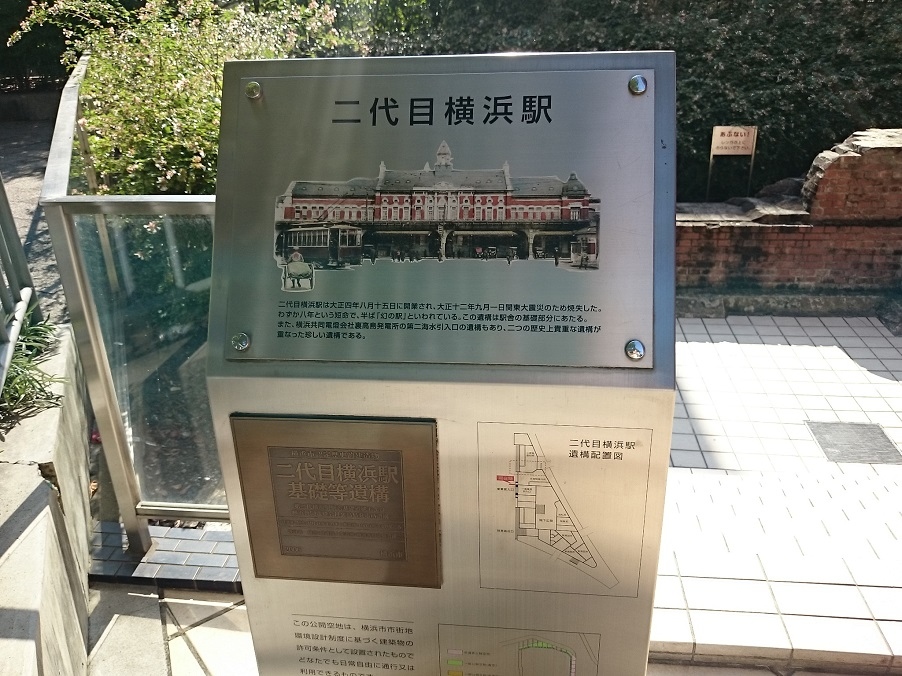 二代目横浜駅
二代目横浜駅は大正四年八月十五日に開業され、大正十二年九月一日関東大震災のため焼失した。
わずか八年という短命で、半ば「幻の駅」といわれている。この遺構は駅舎の基礎部分にあたる。
また、横浜共同電燈会社裏高島発電所の第二海水引入口の遺構もあり、二つの歴史上貴重な遺構が
重なった珍しい遺構である。
あぶない!
二代目横浜駅
基礎等遺構
二代目横浜駅
遺構配置図
この公開空地は、横浜市市街地
環境設計制度に基づく建築物の
許可条件として設置されたもので
どなたでも日常自由に通行又は
利用できるものです